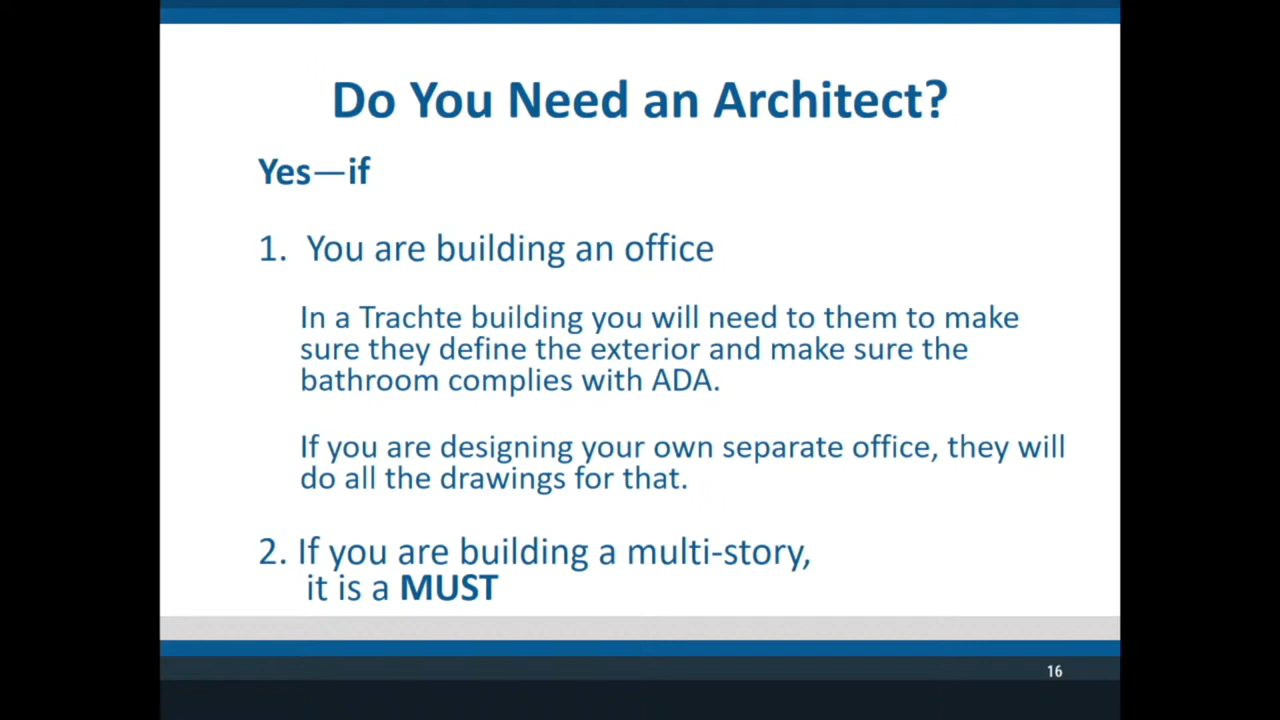 Do You Need an Architect?
Yes—if
1. You are building an office
In a Trachte building you will need to them to make
sure they define the exterior and make sure the
bathroom complies with ADA.
If you are designing your own separate office, they will
do all the drawings for that.
2. If you are building a multi-story,
it is a MUST
16